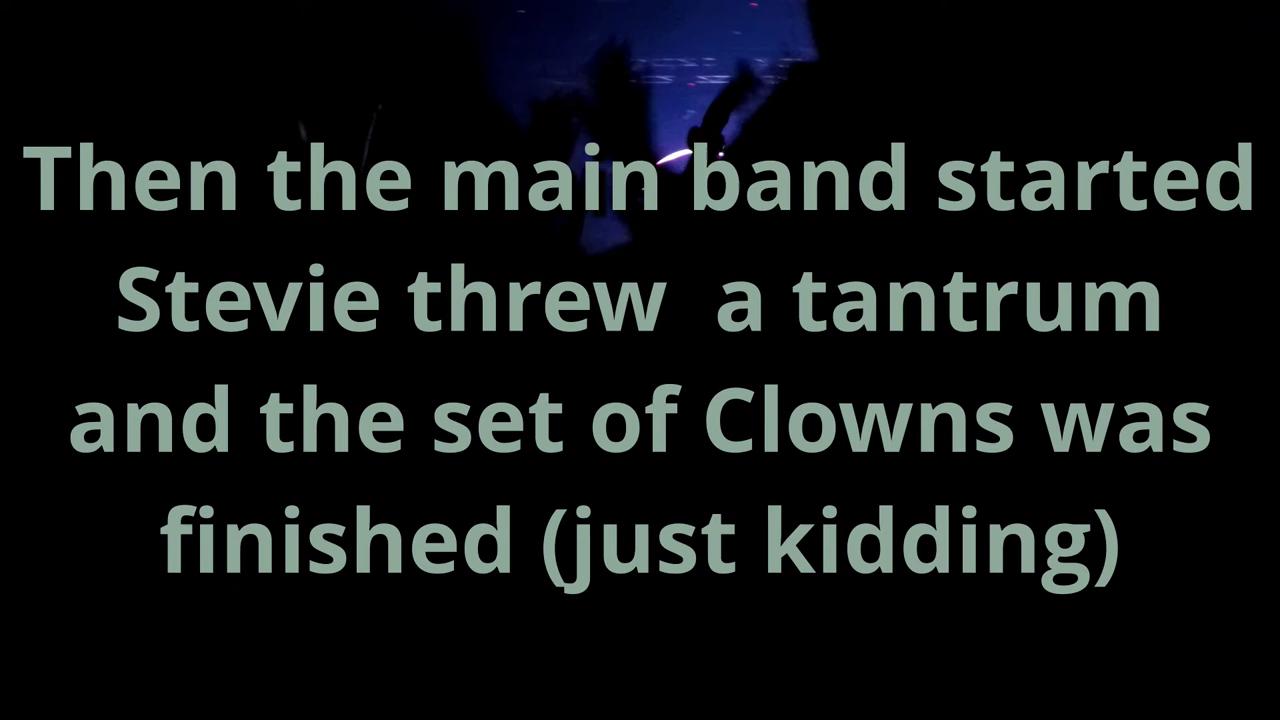 Then the main band started
Stevie threw  a tantrum
and the set of Clowns was
finished (just kidding)